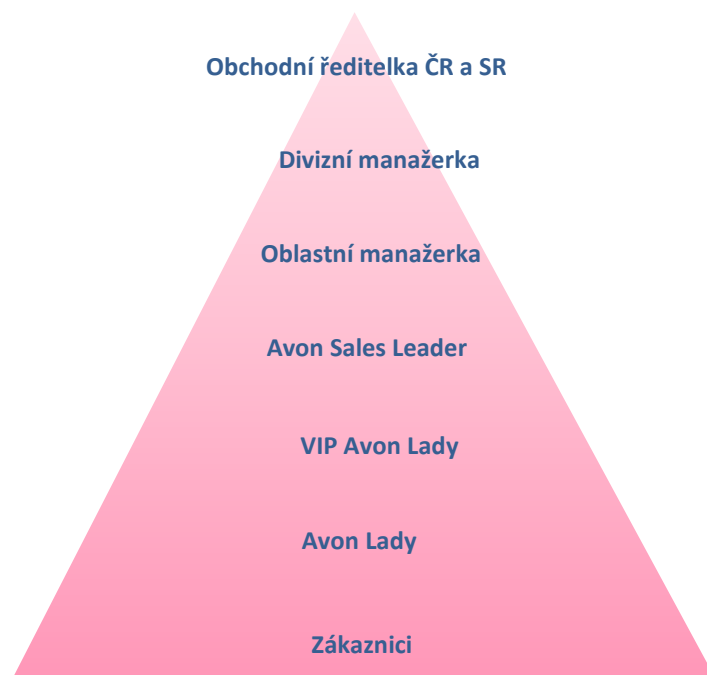 Obchodní ředitelka ČR a SR
Divizní manažerka
Oblastní manažerka
Avon Sales Leader
VIP Avon Lady
Avon Lady
Zákaznici